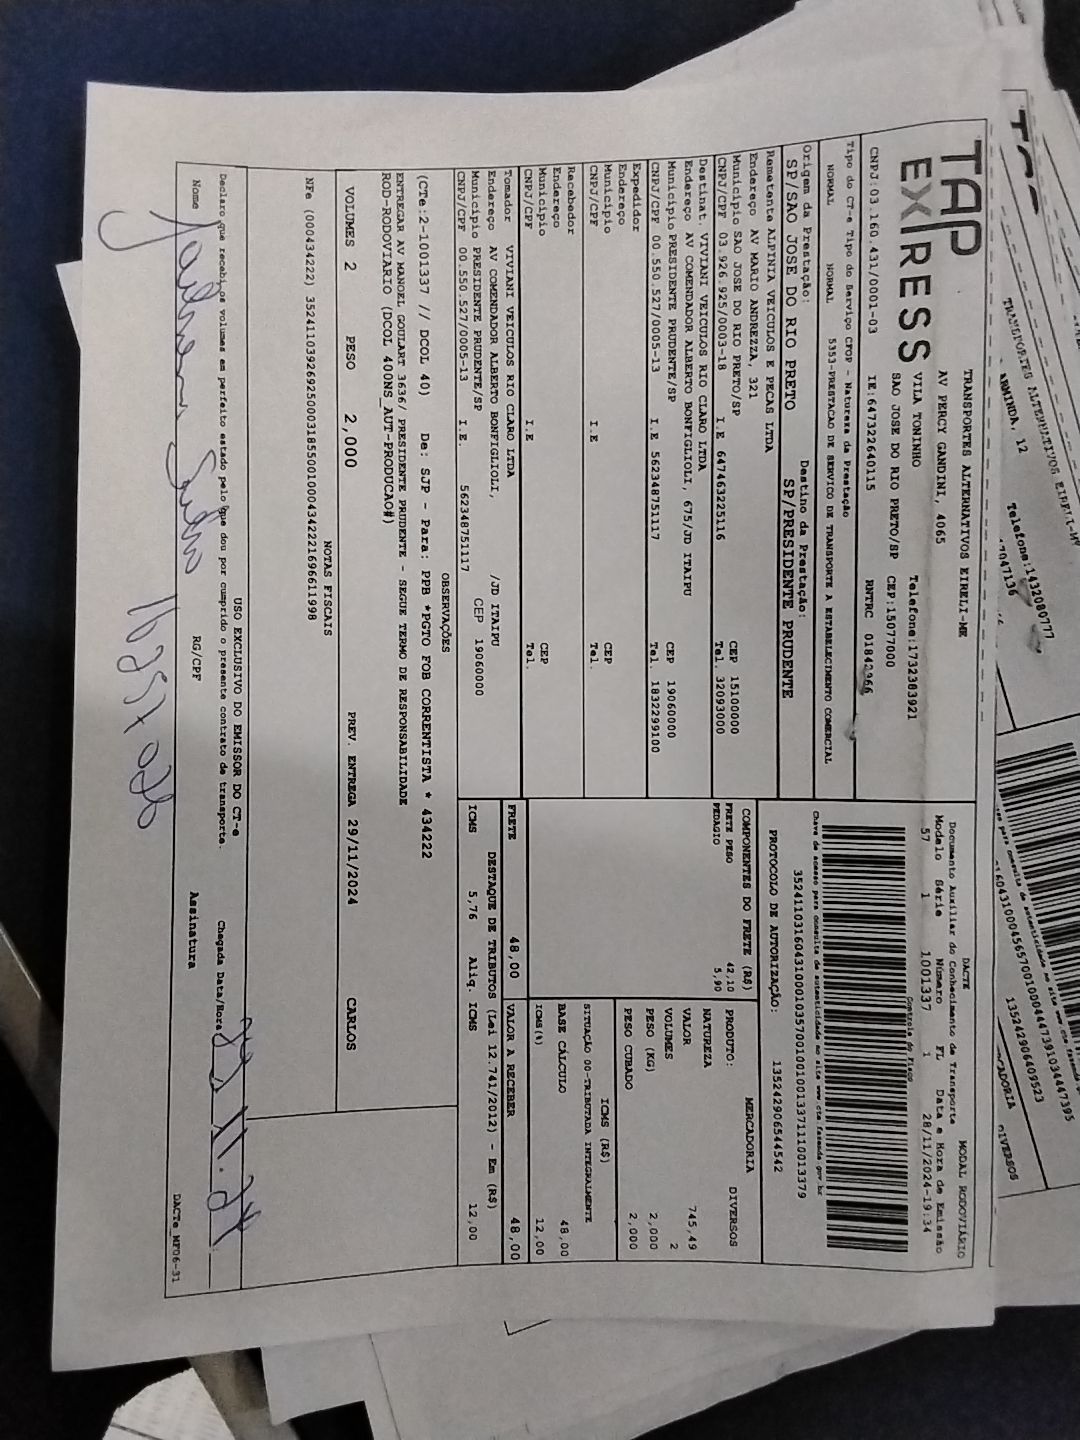 TAP
EXPRESS
TRANSPORTES ALTERNATIVOS EIRELI-ME
AV PERCY GANDINI, 4065
VILA TONINHO Telefone:1732383921
SAO JOSE DO RIO PRETO/SP CEP:15077000
CNPJ:03.160.431/0001-03 IE:647322640115 RNTRC 01842966
DACTE MODAL RODOVIÁRIO
Documento Auxiliar do Conhecimento de Transporte
Modelo Série Número FL Data e Hora de Emissão
57 1 1001337 1 28/11/2024-19:34
Controle do Fisco
Tipo do CT-e Tipo do Serviço CFOP - Natureza da Prestação
NORMAL NORMAL 5353-PRESTACAO DE SERVICO DE TRANSPORTE A ESTABELECIMENTO COMERCIAL
Chave de acesso para consulta de autenticidade no site www.cte.fazenda.gov.br
35241103160431000103570010010013371110013379
PROTOCOLO DE AUTORIZAÇÃO: 135242906544542
Origem da Prestação: Destino da Prestação:
SP/SAO JOSE DO RIO PRETO SP/PRESIDENTE PRUDENTE
Remetente ALPINIA VEICULOS E PECAS LTDA
Endereço AV MARIO ANDREZZA, 321
Município SAO JOSE DO RIO PRETO/SP CEP 15100000
CNPJ/CPF 03.926.925/0003-18 I.E 647463225116 Tel. 32093000
Destinat VIVIANI VEICULOS RIO CLARO LTDA
Endereço AV COMENDADOR ALBERTO BONFIGLIOLI, 675/JD ITAIPU
Município PRESIDENTE PRUDENTE/SP CEP 19060000
CNPJ/CPF 00.550.527/0005-13 I.E 562348751117 Tel. 1832299100
Expedidor
Endereço
Município CEP
CNPJ/CPF I.E Tel.
Recebedor
Endereço
Município CEP
CNPJ/CPF I.E Tel.
Tomador VIVIANI VEICULOS RIO CLARO LTDA
Endereço AV COMENDADOR ALBERTO BONFIGLIOLI, /JD ITAIPU
Município PRESIDENTE PRUDENTE/SP CEP 19060000
CNPJ/CPF 00.550.527/0005-13 I.E. 562348751117
COMPONENTES DO FRETE (R$)
FRETE PESO 42,10
PEDAGIO 5,90
PRODUTO: MERCADORIA
NATUREZA DIVERSOS
VALOR 745,49
VOLUMES 2
PESO (KG) 2,000
PESO CUBADO 2,000
ICMS (R$)
SITUAÇÃO 00-TRIBUTADA INTEGRALMENTE
BASE CÁLCULO 48,00
ICMS(%) 12,00
FRETE 48,00 VALOR A RECEBER 48,00
DESTAQUE DE TRIBUTOS (Lei 12.741/2012) - Em (R$)
ICMS 5,76 Aliq. ICMS 12,00
OBSERVAÇÕES
(CTe:2-1001337 // DCOL 40) De: SJP - Para: PPB *PGTO FOB CORRENTISTA * 434222
ENTREGAR AV MANOEL GOULART 3636/ PRESIDENTE PRUDENTE - SEGUE TERMO DE RESPONSABILIDADE
ROD-RODOVIARIO (DCOL 400NS_AUT-PRODUCAO#)
VOLUMES 2 PESO 2,000 PREV. ENTREGA 29/11/2024 CARLOS
NOTAS FISCAIS
NFe (000434222) 35241103926925000318550010004342221696611998
USO EXCLUSIVO DO EMISSOR DO CT-e
Declaro que recebi os volumes em perfeito estado pelo que dou por cumprido o presente contrato de transporte. Chegada Data/Hora
Nome RG/CPF Assinatura
DACTe_MF06-31
TRANSPORTES ALTERNATIVOS EIRELI-ME
ARMINDA, 12
Telefone:1432080777
17047136
135242906409523
DIVERSOS